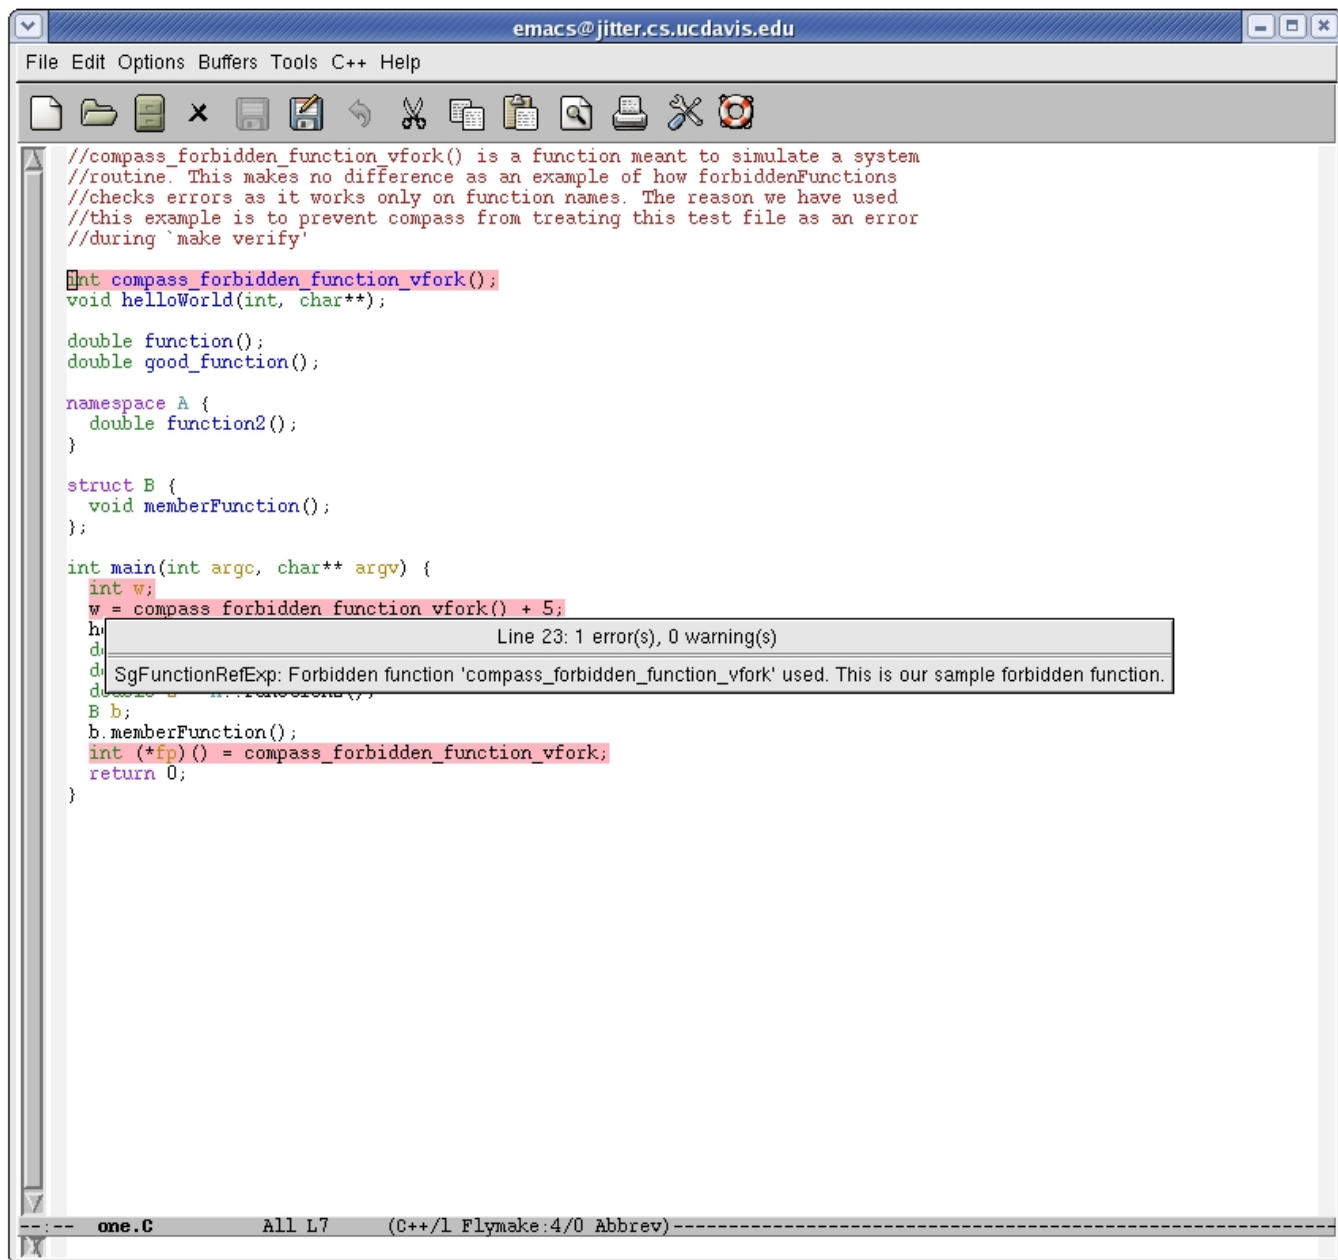 emacs@jitter.cs.ucdavis.edu
File Edit Options Buffers Tools C++ Help
//compass_forbidden_function_vfork() is a function meant to simulate a system
//routine. This makes no difference as an example of how forbiddenFunctions
//checks errors as it works only on function names. The reason we have used
//this example is to prevent compass from treating this test file as an error
//during `make verify'
int compass_forbidden_function_vfork();
void helloWorld(int, char**);
double function();
double good_function();
namespace A {
double function2();
}
struct B {
void memberFunction();
};
int main(int argc, char** argv) {
int w;
w = compass_forbidden_function_vfork() + 5;
Line 23: 1 error(s), 0 warning(s)
SgFunctionRefExp: Forbidden function 'compass_forbidden_function_vfork' used. This is our sample forbidden function.
B b;
b.memberFunction();
int (*fp)() = compass_forbidden_function_vfork;
return 0;
}
--:-- one.C All L7 (C++/l Flymake:4/0 Abbrev)--------------------------------------------------------